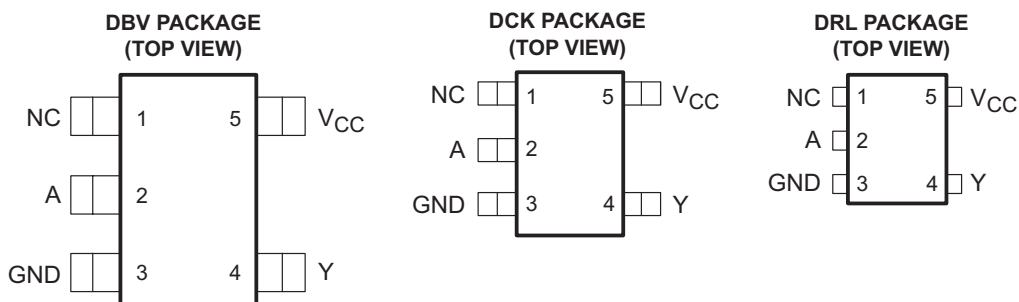 DBV PACKAGE
(TOP VIEW)
NC 1 5 VCC
A 2
GND 3 4 Y
DCK PACKAGE
(TOP VIEW)
NC 1 5 VCC
A 2
GND 3 4 Y
DRL PACKAGE
(TOP VIEW)
NC 1 5 VCC
A 2
GND 3 4 Y